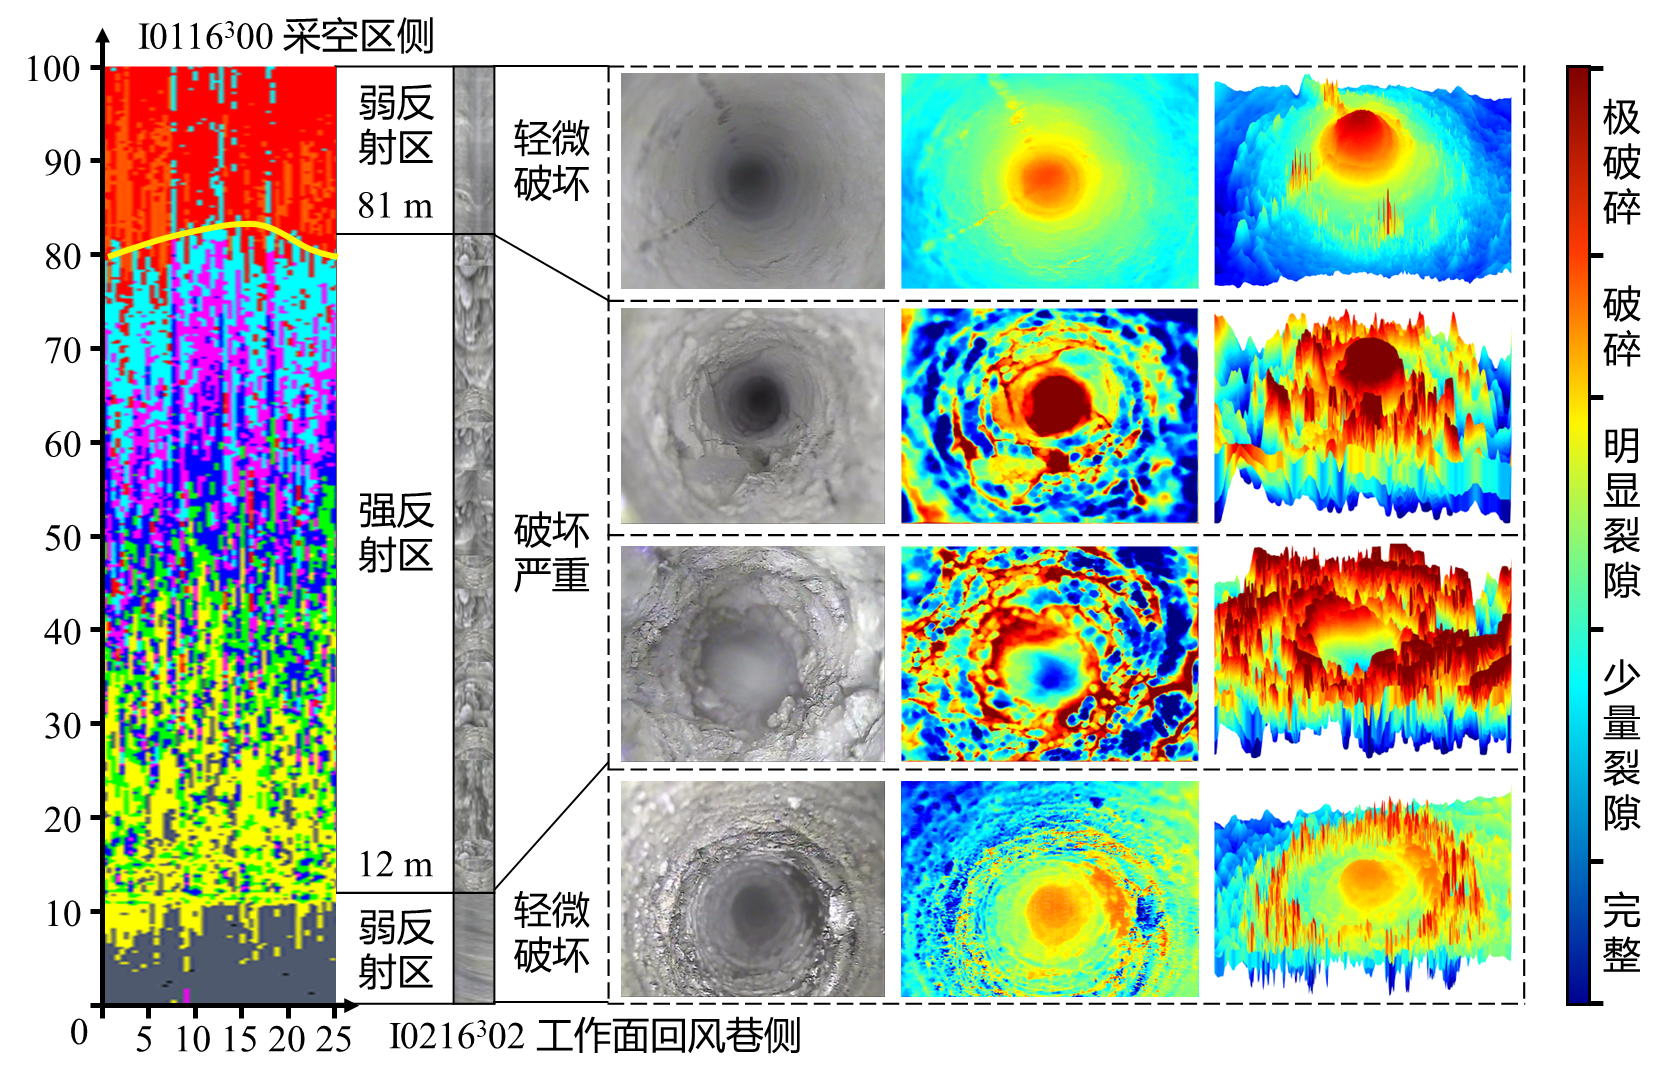 I0116³00 采空区侧
100
90
80
70
60
50
40
30
20
10
0
5
10
15
20
25
I0216³02 工作面回风巷侧
弱反
射区
81 m
强反
射区
12 m
弱反
射区
轻微
破坏
破坏
严重
轻微
破坏
极破碎
破碎
明显裂隙
少量裂隙
完整